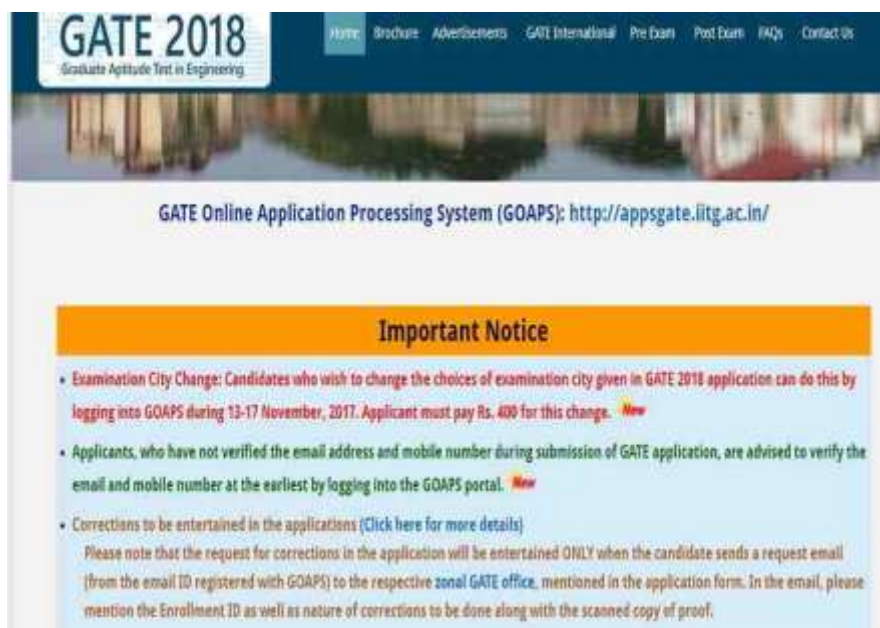 GATE 2018
Graduate Aptitude Test in Engineering
Home Brochure Advertisements GATE International Pre Exam Post Exam FAQs Contact Us
GATE Online Application Processing System (GOAPS): http://appsgate.iitg.ac.in/
Important Notice
• Examination City Change: Candidates who wish to change the choices of examination city given in GATE 2018 application can do this by
logging into GOAPS during 13-17 November, 2017. Applicant must pay Rs. 400 for this change. New
• Applicants, who have not verified the email address and mobile number during submission of GATE application, are advised to verify the
email and mobile number at the earliest by logging into the GOAPS portal. New
• Corrections to be entertained in the applications (Click here for more details)
Please note that the request for corrections in the application will be entertained ONLY when the candidate sends a request email
(from the email ID registered with GOAPS) to the respective zonal GATE office, mentioned in the application form. In the email, please
mention the Enrollment ID as well as nature of corrections to be done along with the scanned copy of proof.